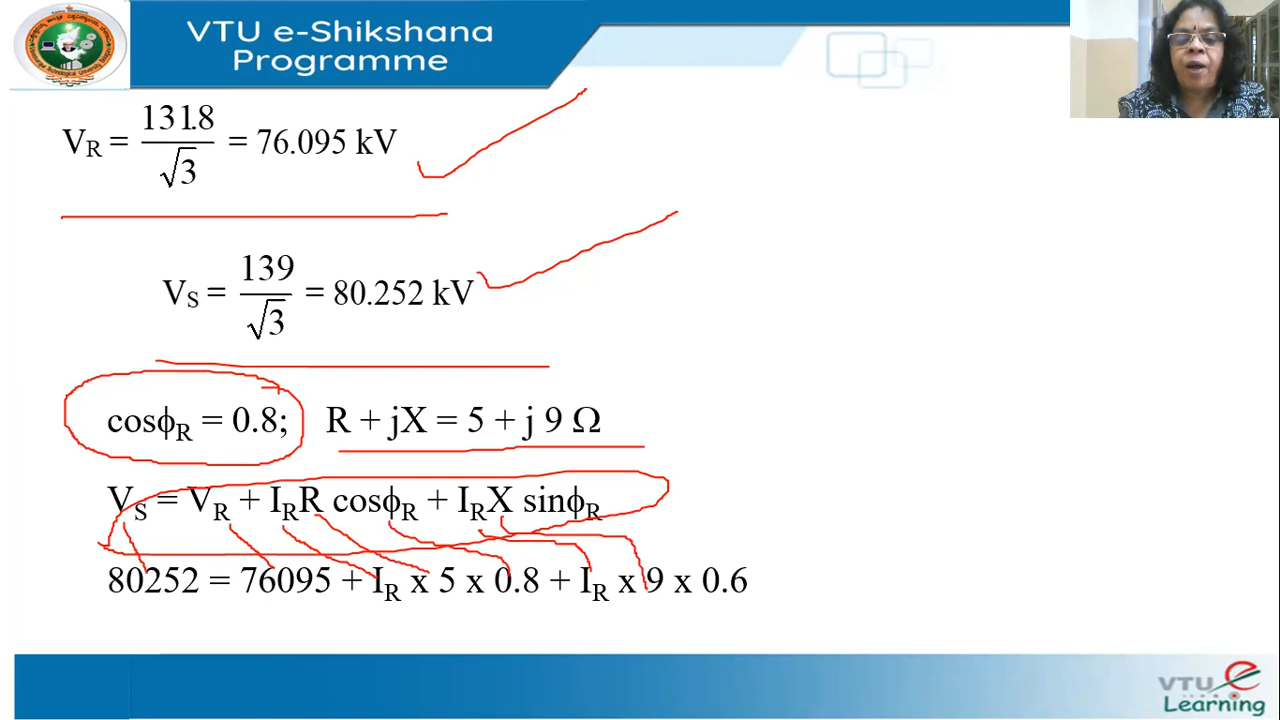 VTU e-Shikshana
Programme
V_R = 131.8 / √3 = 76.095 kV
V_S = 139 / √3 = 80.252 kV
cosϕ_R = 0.8; R + jX = 5 + j 9 Ω
V_S = V_R + I_R R cosϕ_R + I_R X sinϕ_R
80252 = 76095 + I_R x 5 x 0.8 + I_R x 9 x 0.6
VTU e
Learning